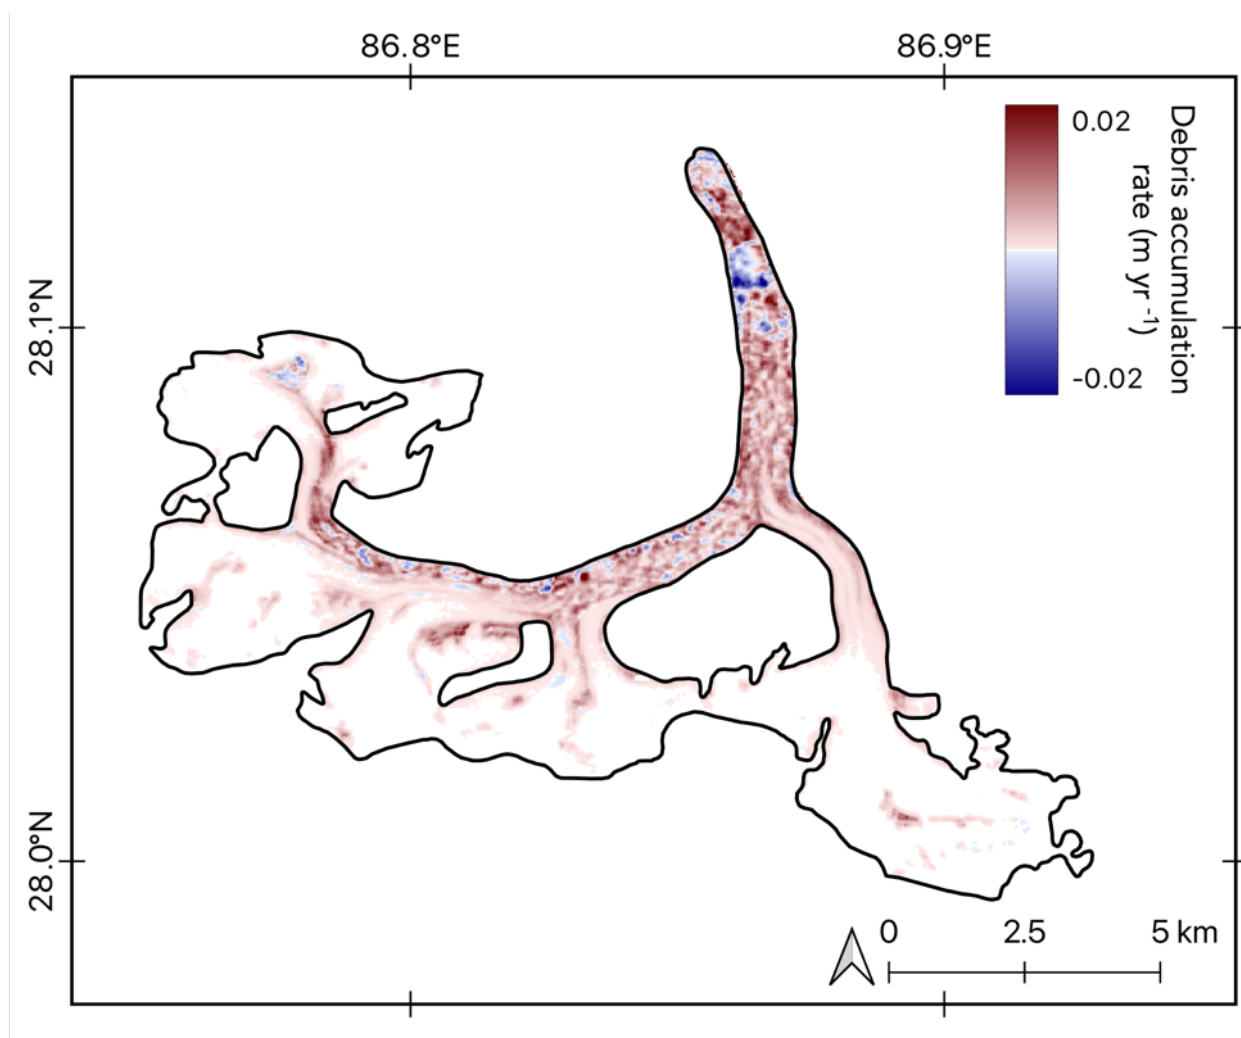 86.8°E
86.9°E
0.02
-0.02
Debris accumulation
rate (m yr⁻¹)
28.1°N
28.0°N
0
2.5
5 km